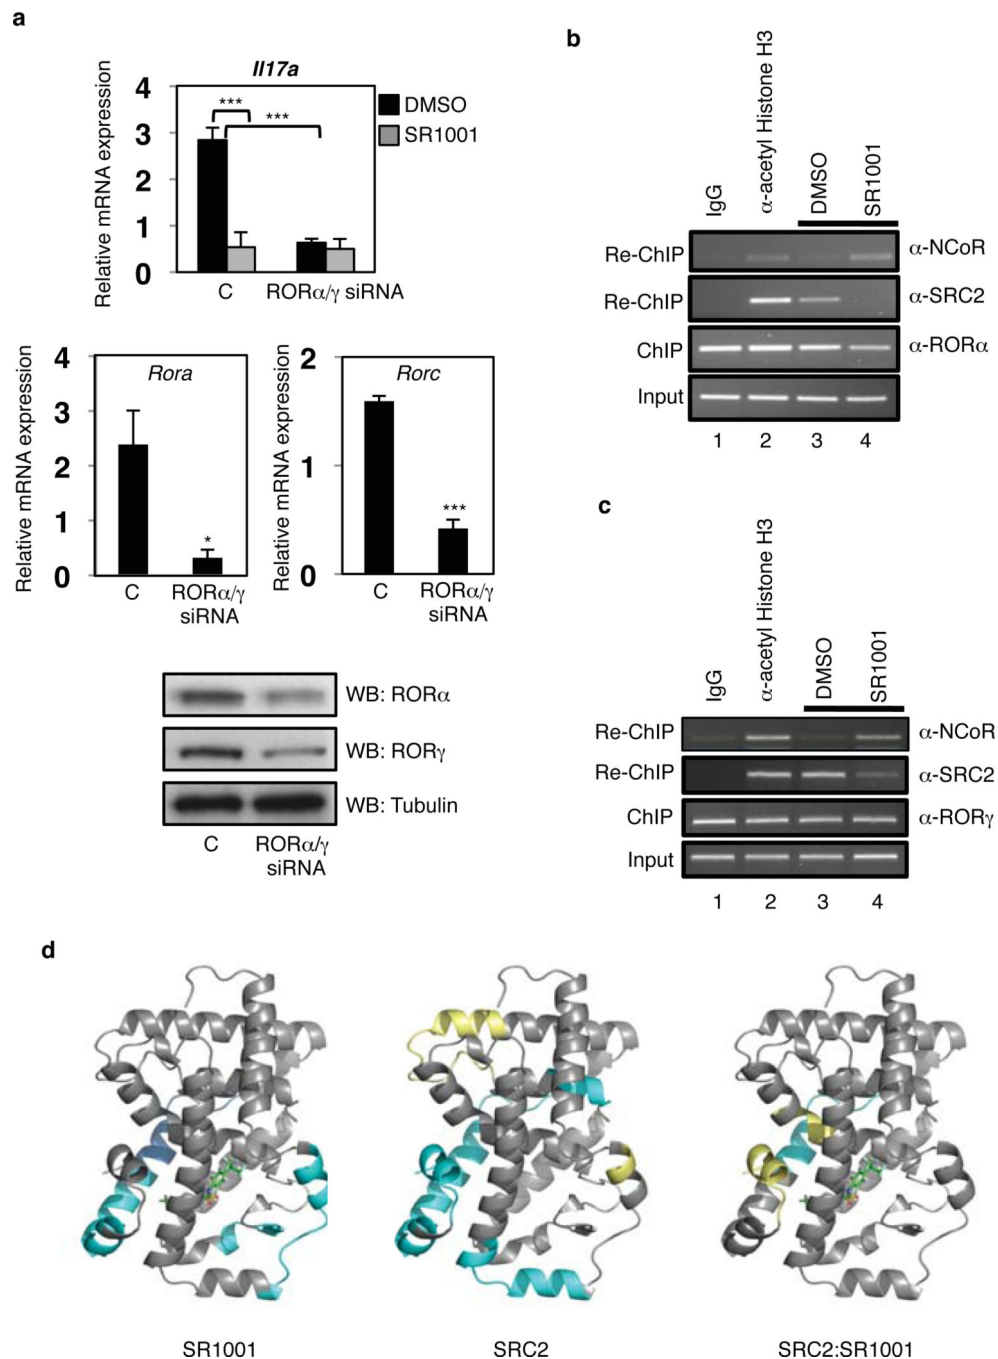 a
Il17a
Relative mRNA expression
4
3
2
1
0
***
***
DMSO
SR1001
C
RORα/γ siRNA
Relative mRNA expression
4
3
2
1
0
Rora
*
C
RORα/γ
siRNA
Relative mRNA expression
2
1
0
Rorc
***
C
RORα/γ
siRNA
WB: RORα
WB: RORγ
WB: Tubulin
C
RORα/γ
siRNA
b
IgG
α-acetyl Histone H3
DMSO
SR1001
Re-ChIP
α-NCoR
Re-ChIP
α-SRC2
ChIP
α-RORα
Input
1 2 3 4
c
IgG
α-acetyl Histone H3
DMSO
SR1001
Re-ChIP
α-NCoR
Re-ChIP
α-SRC2
ChIP
α-RORγ
Input
1 2 3 4
d
SR1001
SRC2
SRC2:SR1001